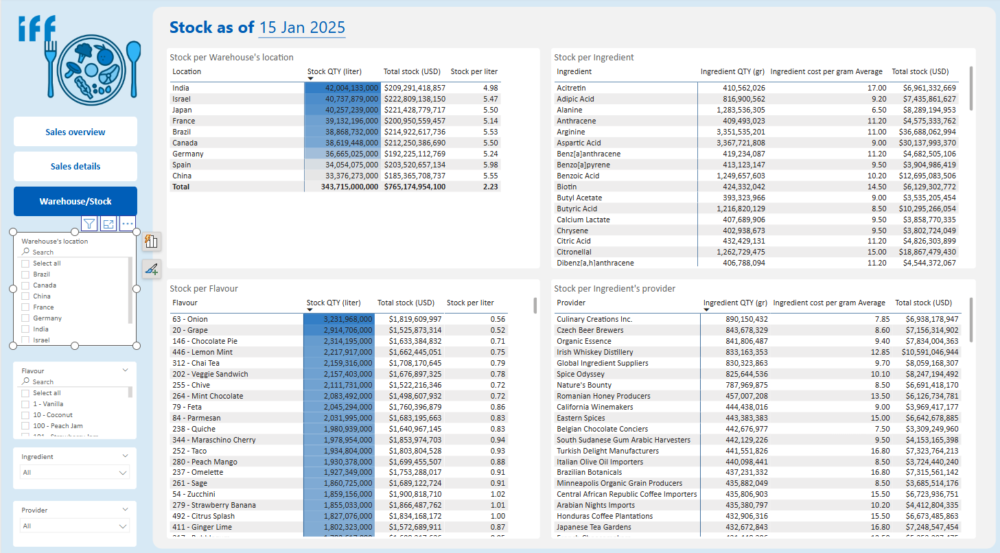 iff
Sales overview
Sales details
Warehouse/Stock
Warehouse's location
Search
Select all
Brazil
Canada
China
France
Germany
India
Israel
Flavour
Search
Select all
1 - Vanilla
10 - Coconut
100 - Peach Jam
Ingredient
All
Provider
All
Stock as of 15 Jan 2025
Stock per Warehouse's location
Location Stock QTY (liter) Total stock (USD) Stock per liter
India 42,004,133,000 $209,291,418,857 4.98
Israel 40,737,879,000 $222,809,138,150 5.47
Japan 40,257,239,000 $221,428,779,717 5.50
France 39,132,196,000 $200,950,559,457 5.14
Brazil 38,868,732,000 $214,922,617,736 5.53
Canada 38,619,448,000 $212,250,386,690 5.50
Germany 36,665,025,000 $192,225,112,769 5.24
Spain 34,054,075,000 $203,520,657,134 5.98
China 33,376,273,000 $185,365,708,737 5.55
Total 343,715,000,000 $765,174,954,100 2.23
Stock per Ingredient
Ingredient Ingredient QTY (gr) Ingredient cost per gram Average Total stock (USD)
Acitretin 410,562,026 17.00 $6,961,332,669
Adipic Acid 816,900,562 9.20 $7,435,861,627
Alanine 1,283,536,305 6.50 $8,289,194,953
Anthracene 409,493,023 11.20 $4,575,333,762
Arginine 3,351,535,201 11.00 $36,688,062,994
Aspartic Acid 3,367,721,808 9.00 $30,137,993,370
Benz[a]anthracene 419,234,087 11.20 $4,682,505,106
Benzo[a]pyrene 413,123,147 9.50 $3,904,986,419
Benzoic Acid 1,249,657,603 10.20 $12,695,083,506
Biotin 424,332,042 14.50 $6,129,302,772
Butyl Acetate 393,323,966 9.00 $3,535,205,454
Butyric Acid 1,216,820,129 8.50 $10,295,266,054
Calcium Lactate 407,689,906 9.50 $3,858,770,335
Chrysene 402,938,673 9.50 $3,802,724,049
Citric Acid 432,429,131 11.20 $4,826,303,899
Citronellal 1,262,729,475 15.00 $18,867,479,430
Dibenz[a,h]anthracene 406,788,094 11.20 $4,544,372,067
Stock per Flavour
Flavour Stock QTY (liter) Total stock (USD) Stock per liter
63 - Onion 3,231,968,000 $1,819,609,997 0.56
20 - Grape 2,914,706,000 $1,525,873,314 0.52
146 - Chocolate Pie 2,314,195,000 $1,633,384,832 0.71
446 - Lemon Mint 2,217,917,000 $1,662,445,051 0.75
312 - Chai Tea 2,159,316,000 $1,708,170,645 0.79
202 - Veggie Sandwich 2,157,403,000 $1,676,897,325 0.78
255 - Chive 2,111,731,000 $1,522,216,346 0.72
264 - Mint Chocolate 2,083,492,000 $1,498,607,932 0.72
79 - Feta 2,045,294,000 $1,760,396,879 0.86
84 - Parmesan 2,031,995,000 $1,683,195,663 0.83
238 - Quiche 1,980,939,000 $1,640,967,145 0.83
344 - Maraschino Cherry 1,978,954,000 $1,853,974,703 0.94
252 - Taco 1,934,804,000 $1,803,804,528 0.93
280 - Peach Mango 1,930,378,000 $1,699,455,507 0.88
237 - Omelette 1,927,349,000 $1,753,288,017 0.91
261 - Sage 1,860,725,000 $1,689,122,724 0.91
54 - Zucchini 1,859,156,000 $1,900,818,710 1.02
279 - Strawberry Banana 1,855,033,000 $1,866,487,762 1.01
492 - Citrus Splash 1,827,076,000 $1,834,168,172 1.00
411 - Ginger Lime 1,802,323,000 $1,572,689,911 0.87
Stock per Ingredient's provider
Provider Ingredient QTY (gr) Ingredient cost per gram Average Total stock (USD)
Culinary Creations Inc. 890,150,432 7.85 $6,938,178,947
Czech Beer Brewers 843,678,329 8.60 $7,156,314,902
Organic Essence 841,806,487 9.40 $7,834,004,363
Irish Whiskey Distillery 833,163,353 12.85 $10,591,046,944
Global Ingredient Suppliers 830,323,863 9.70 $8,059,168,307
Spice Odyssey 825,644,536 10.10 $8,247,194,492
Nature's Bounty 787,969,875 8.50 $6,691,418,170
Romanian Honey Producers 457,007,208 13.50 $6,126,734,781
California Winemakers 444,438,016 9.00 $3,969,417,177
Eastern Spices 443,383,383 15.00 $6,642,678,885
Belgian Chocolate Conciers 442,676,977 7.50 $3,309,249,960
South Sudanese Gum Arabic Harvesters 442,129,226 9.50 $4,153,165,398
Turkish Delight Manufacturers 441,551,826 16.80 $7,323,764,213
Italian Olive Oil Importers 440,098,441 8.50 $3,724,440,240
Brazilian Botanicals 437,231,332 16.80 $7,315,561,142
Minneapolis Organic Grain Producers 435,882,049 8.50 $3,685,514,176
Central African Republic Coffee Importers 435,806,903 15.50 $6,723,936,751
Arabian Nights Imports 435,380,797 10.20 $4,412,804,335
Honduras Coffee Plantations 432,906,316 15.50 $6,673,485,863
Japanese Tea Gardens 432,672,843 16.80 $7,248,547,454